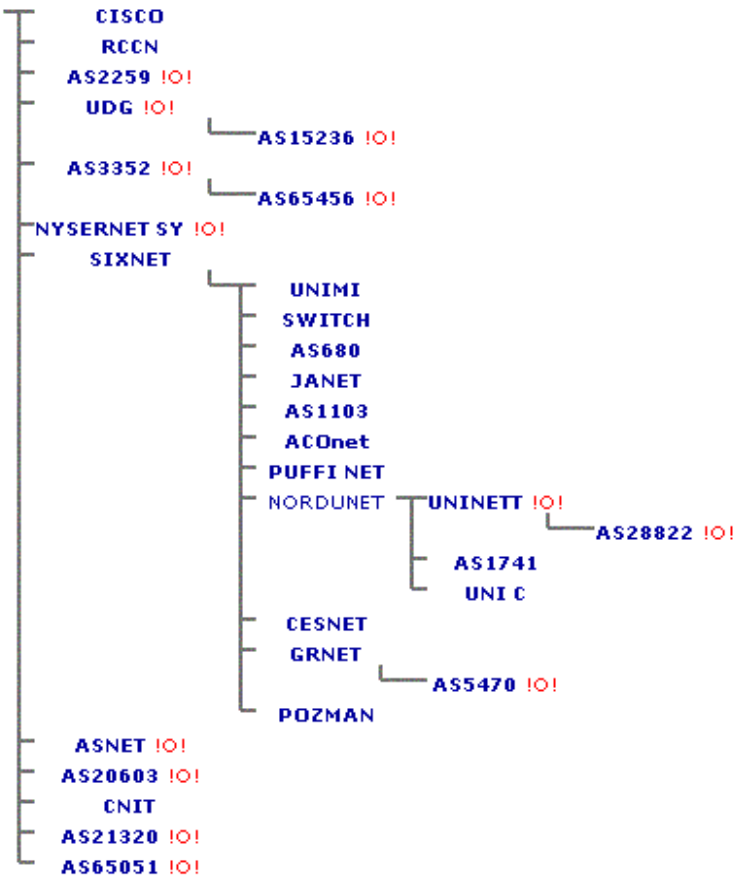 CISCO
RCCN
AS2259 !O!
UDG !O!
AS15236 !O!
AS3352 !O!
AS65456 !O!
NYSERNET SY !O!
SIXNET
UNIMI
SWITCH
AS680
JANET
AS1103
ACOnet
PUFFI NET
NORDUNET UNINETT !O!
AS28822 !O!
AS1741
UNI C
CESNET
GRNET
AS5470 !O!
POZMAN
ASNET !O!
AS20603 !O!
CNIT
AS21320 !O!
AS65051 !O!